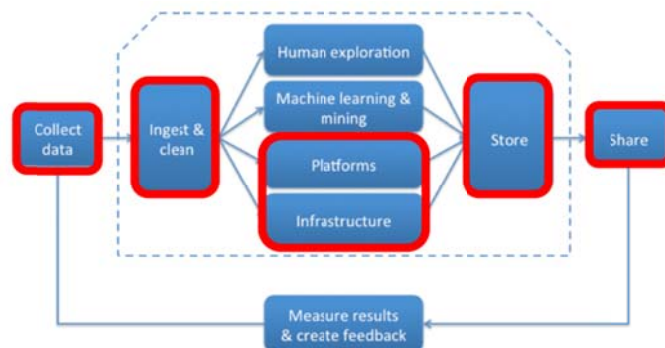 Human exploration
Machine learning &
mining
Collect
data
Ingest &
clean
Platforms
Infrastructure
Store
Share
Measure results
& create feedback